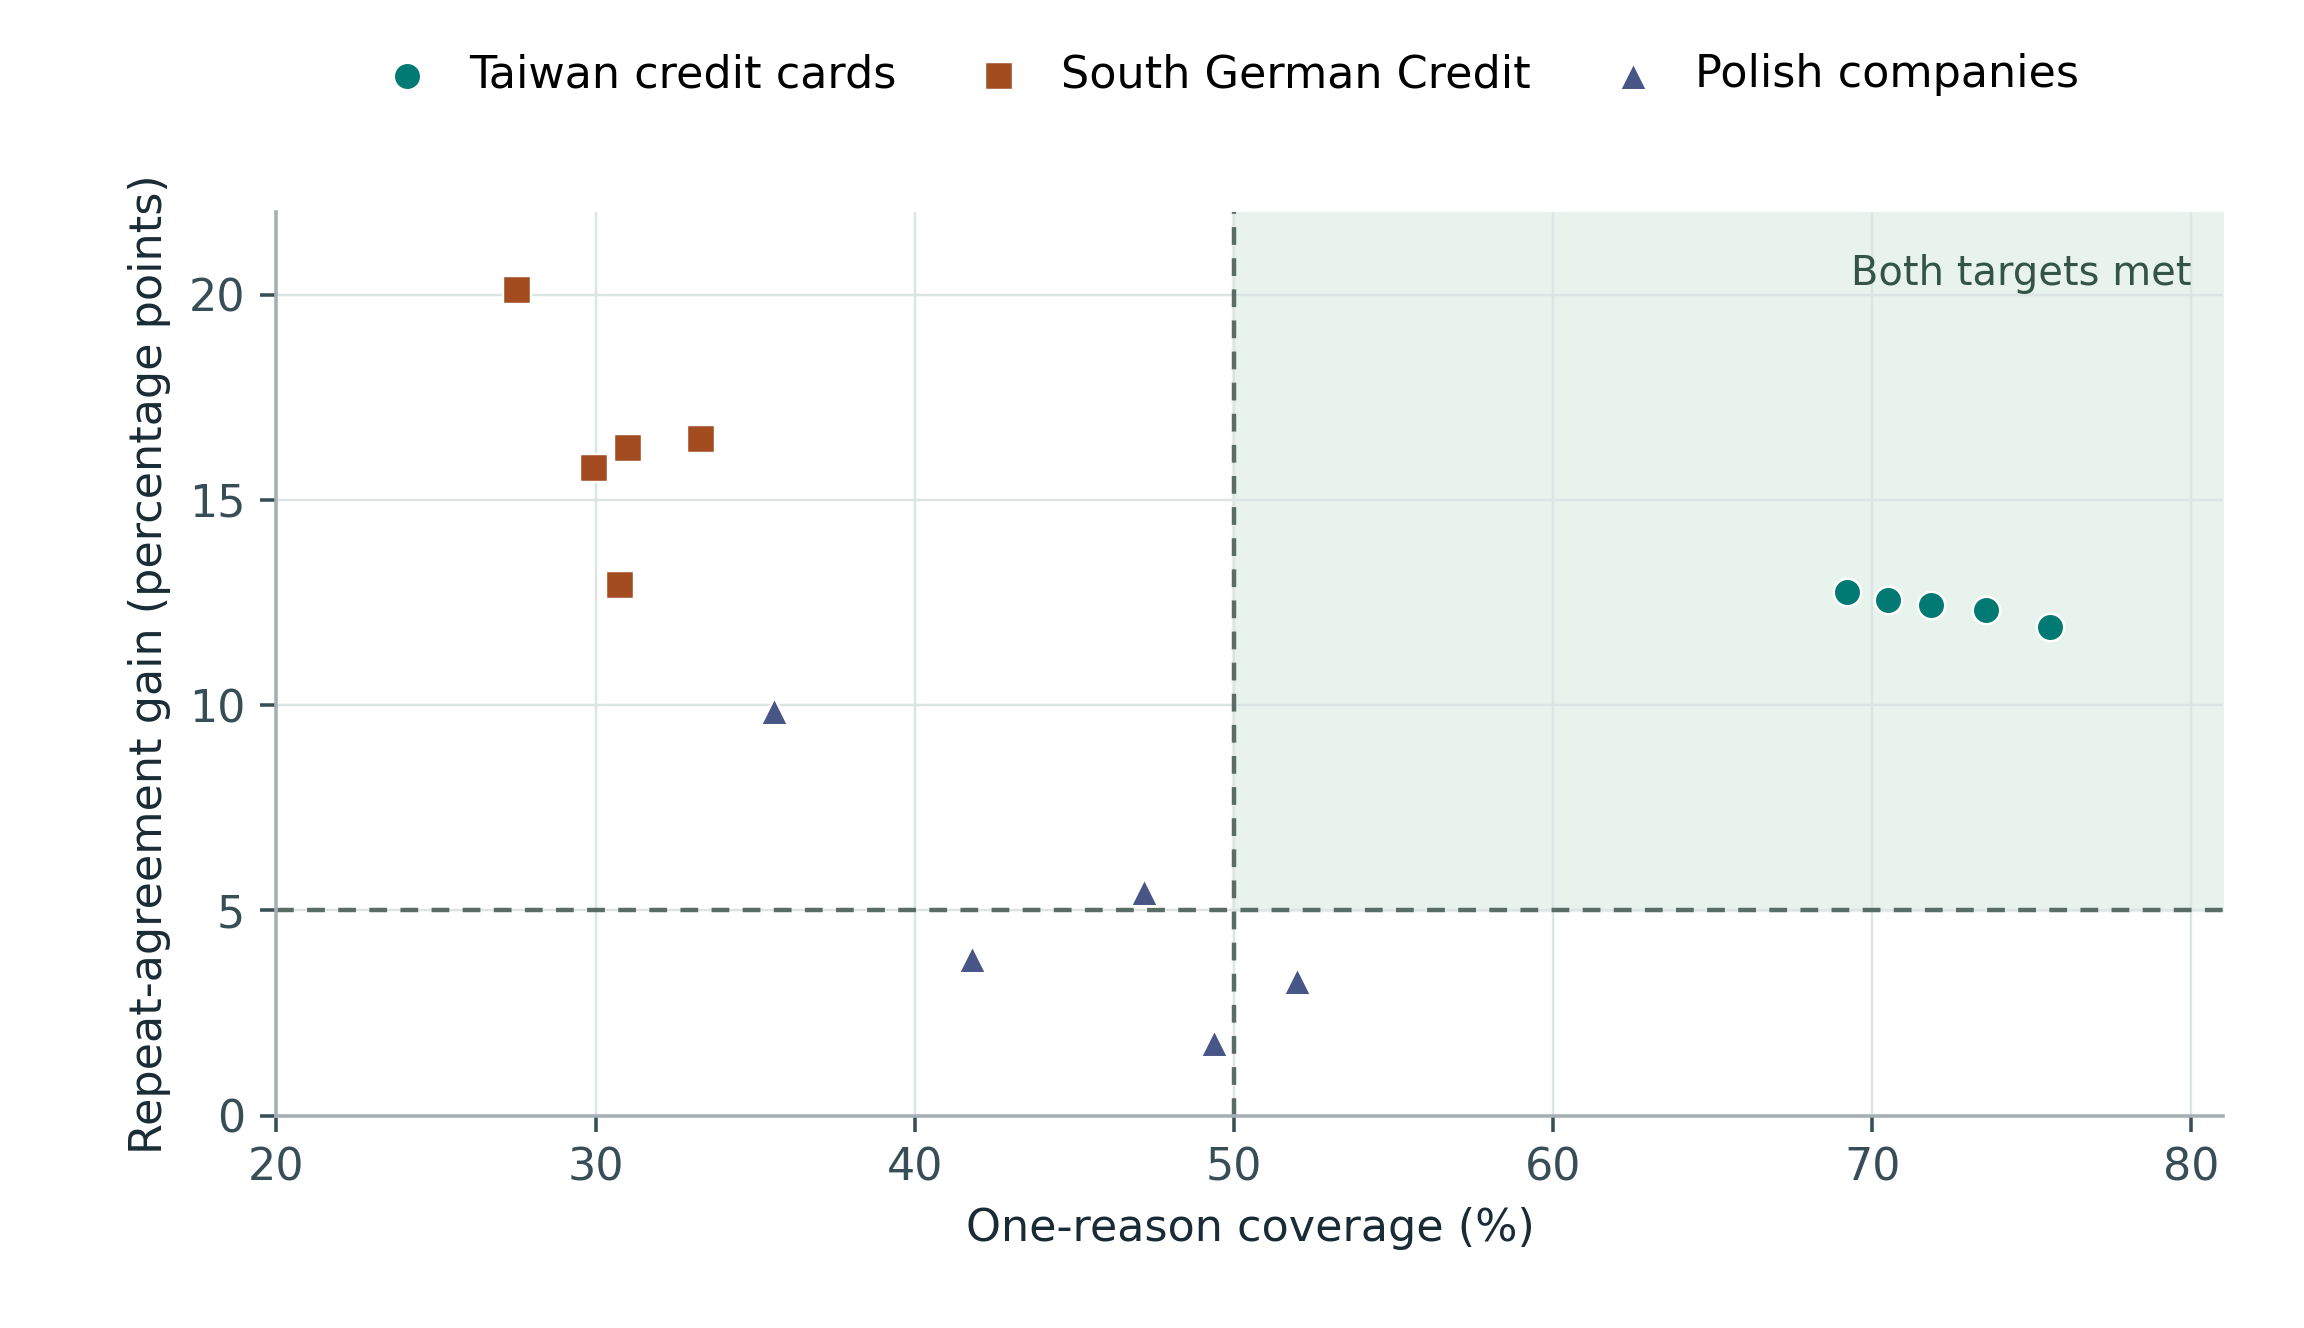 Taiwan credit cards
South German Credit
Polish companies
Repeat-agreement gain (percentage points)
Both targets met
20
15
10
5
0
20 30 40 50 60 70 80
One-reason coverage (%)